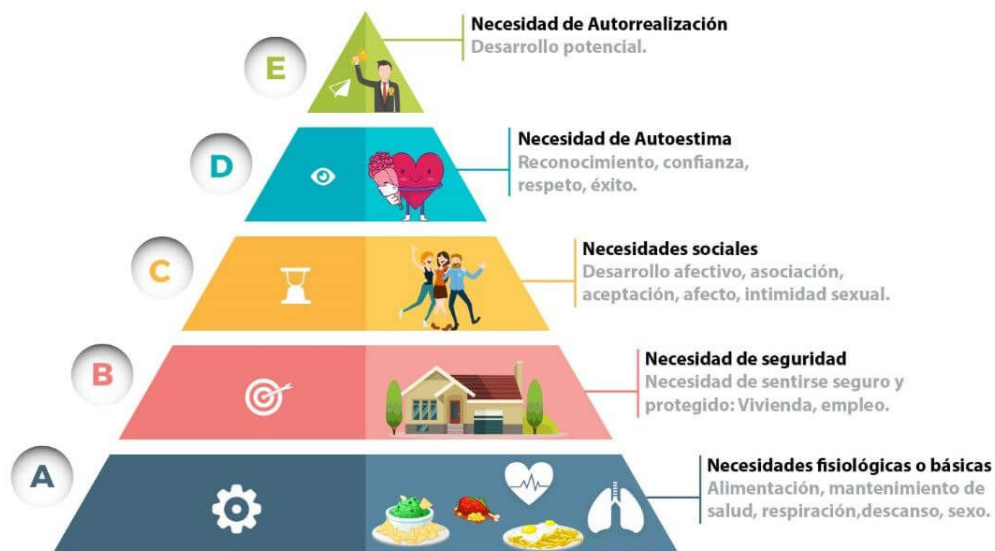 E
Necesidad de Autorrealización
Desarrollo potencial.
D
Necesidad de Autoestima
Reconocimiento, confianza,
respeto, éxito.
C
Necesidades sociales
Desarrollo afectivo, asociación,
aceptación, afecto, intimidad sexual.
B
Necesidad de seguridad
Necesidad de sentirse seguro y
protegido: Vivienda, empleo.
A
Necesidades fisiológicas o básicas
Alimentación, mantenimiento de
salud, respiración,descanso, sexo.